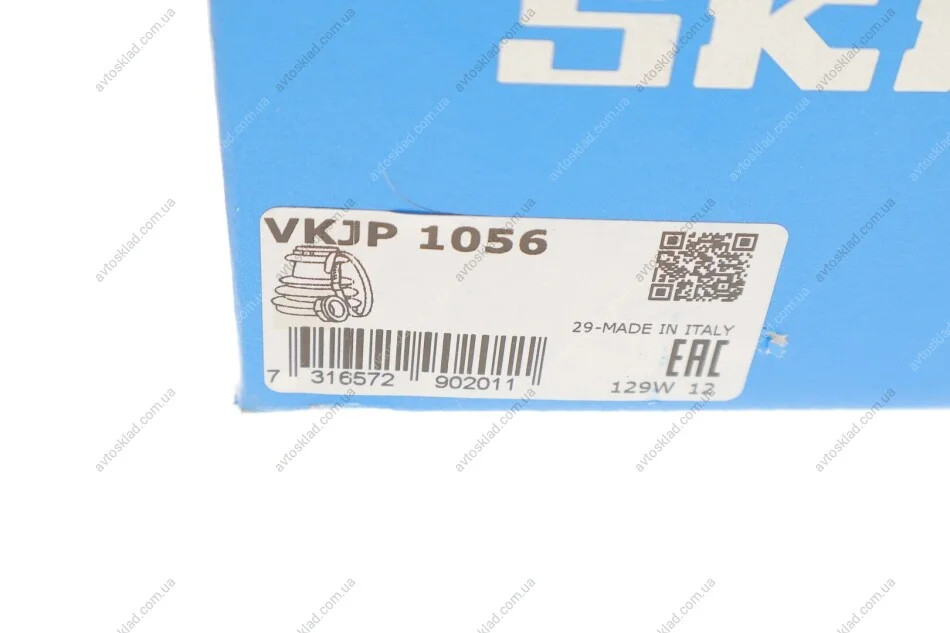 SKF
VKJP 1056
29-MADE IN ITALY
EAC
129W 12
7 316572 902011
avtosklad.com.ua